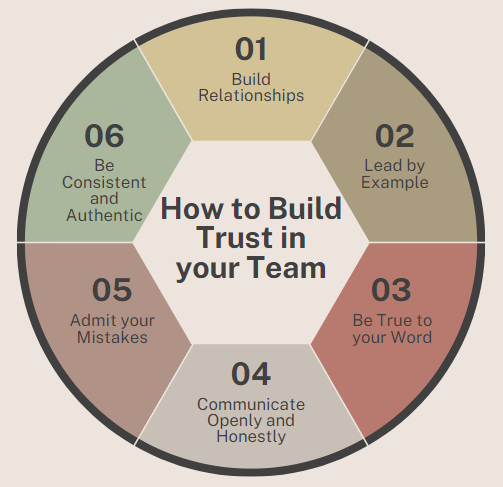 01
Build
Relationships
02
Lead by
Example
03
Be True to
your Word
04
Communicate
Openly and
Honestly
05
Admit your
Mistakes
06
Be
Consistent
and
Authentic
How to Build
Trust in
your Team